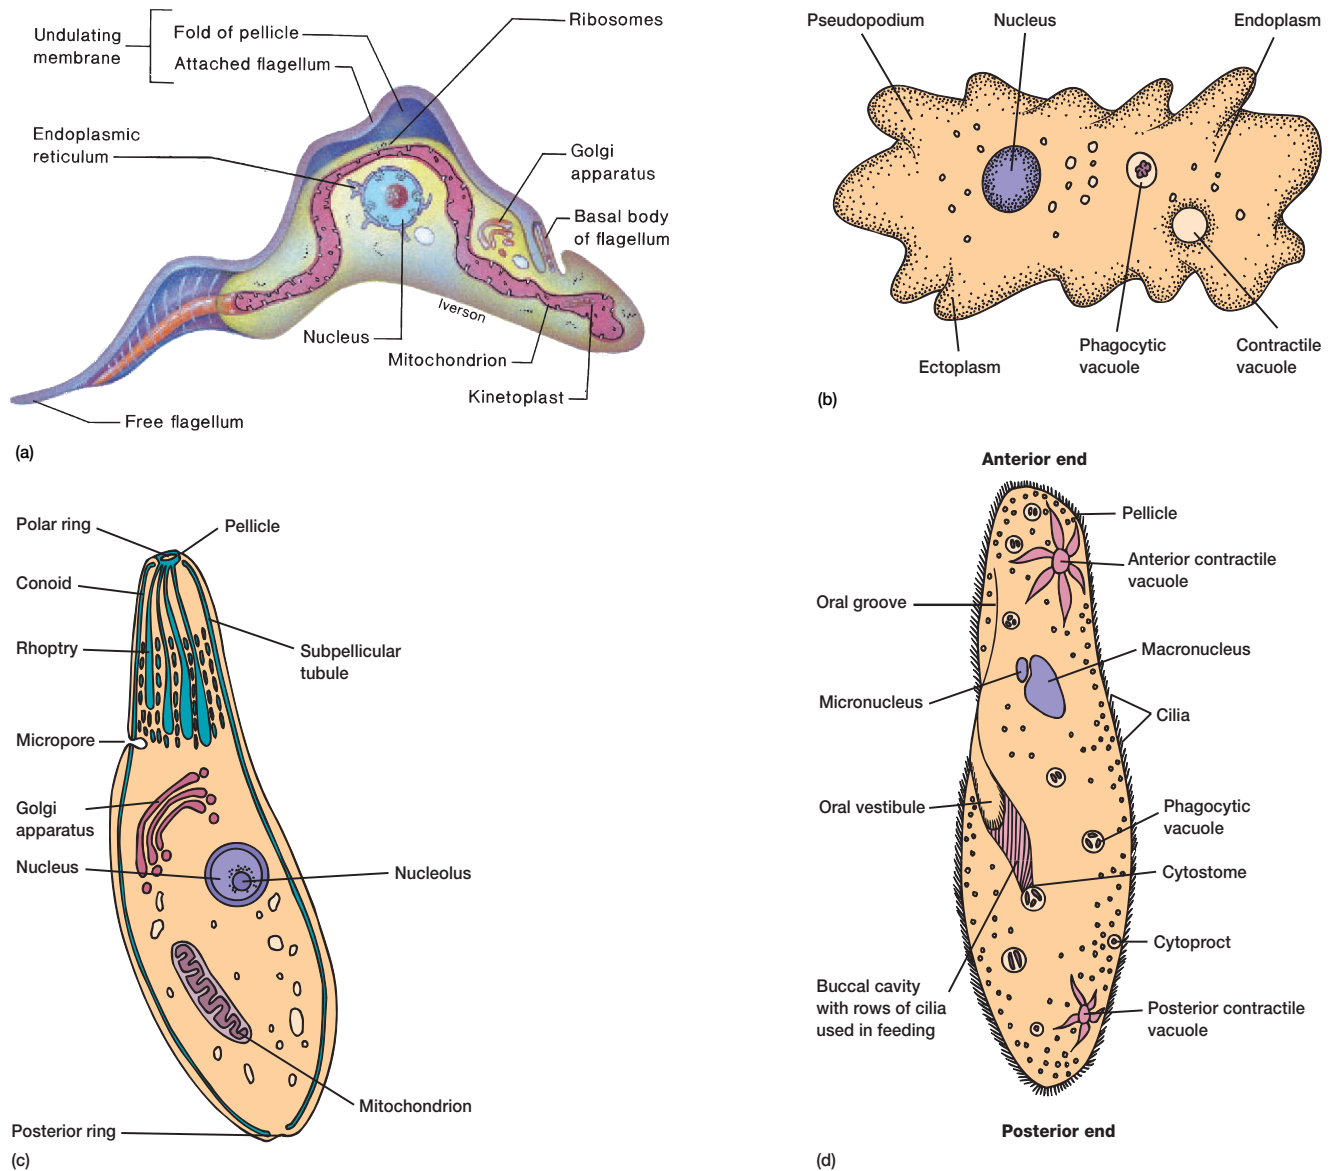 Undulating
membrane
Fold of pellicle
Attached flagellum
Ribosomes
Endoplasmic
reticulum
Golgi
apparatus
Basal body
of flagellum
Iverson
Nucleus
Mitochondrion
Kinetoplast
Free flagellum
(a)
Pseudopodium
Nucleus
Endoplasm
Ectoplasm
Phagocytic
vacuole
Contractile
vacuole
(b)
Polar ring
Pellicle
Conoid
Rhoptry
Subpellicular
tubule
Micropore
Golgi
apparatus
Nucleus
Nucleolus
Mitochondrion
Posterior ring
(c)
Anterior end
Pellicle
Anterior contractile
vacuole
Oral groove
Macronucleus
Micronucleus
Cilia
Oral vestibule
Phagocytic
vacuole
Cytostome
Cytoproct
Buccal cavity
with rows of cilia
used in feeding
Posterior contractile
vacuole
Posterior end
(d)